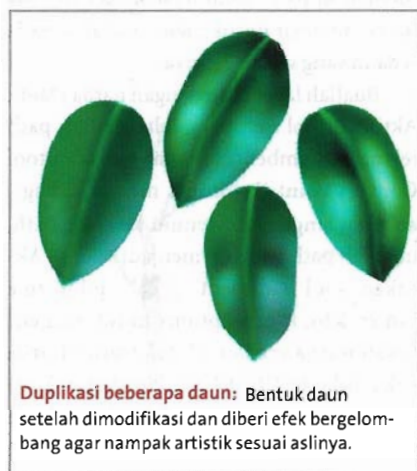 Duplikasi beberapa daun: Bentuk daun
setelah dimodifikasi dan diberi efek bergelom-
bang agar nampak artistik sesuai aslinya.